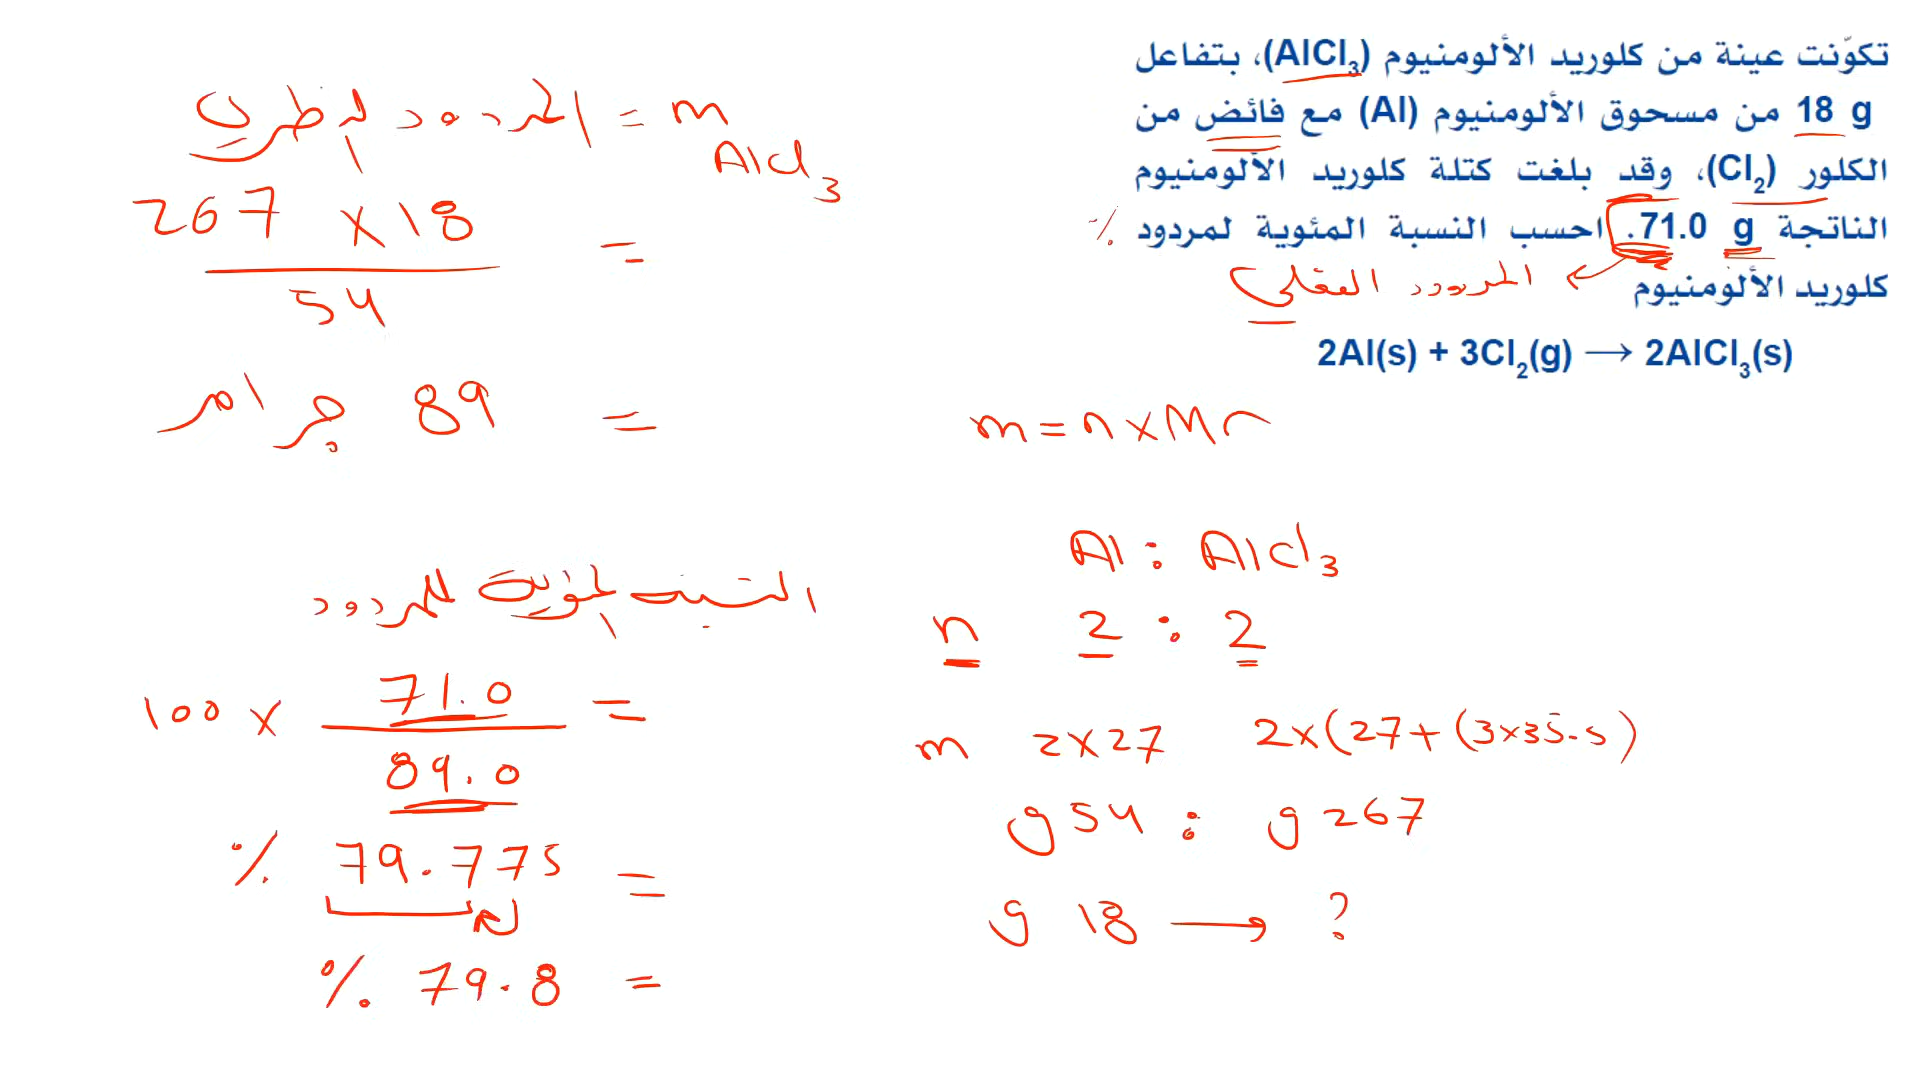 تكوّنت عينة من كلوريد الألومنيوم (AlCl₃)، بتفاعل
18 g من مسحوق الألومنيوم (Al) مع فائض من
الكلور (Cl₂)، وقد بلغت كتلة كلوريد الألومنيوم
الناتجة 71.0 g. احسب النسبة المئوية لمردود %
كلوريد الألومنيوم
المردود الفعلي
2Al(s) + 3Cl₂(g) → 2AlCl₃(s)
m = n × Mr
Al : AlCl₃
n 2 : 2
m 2×27 2×(27+(3×35.5)
g 54 : g 267
g 18 → ?
m AlCl₃ = المردود النظري
= 267 × 18 / 54
= 89 جرام
النسبة المئوية للمردود
= 71.0 / 89.0 × 100
= 79.775 %
= 79.8 %